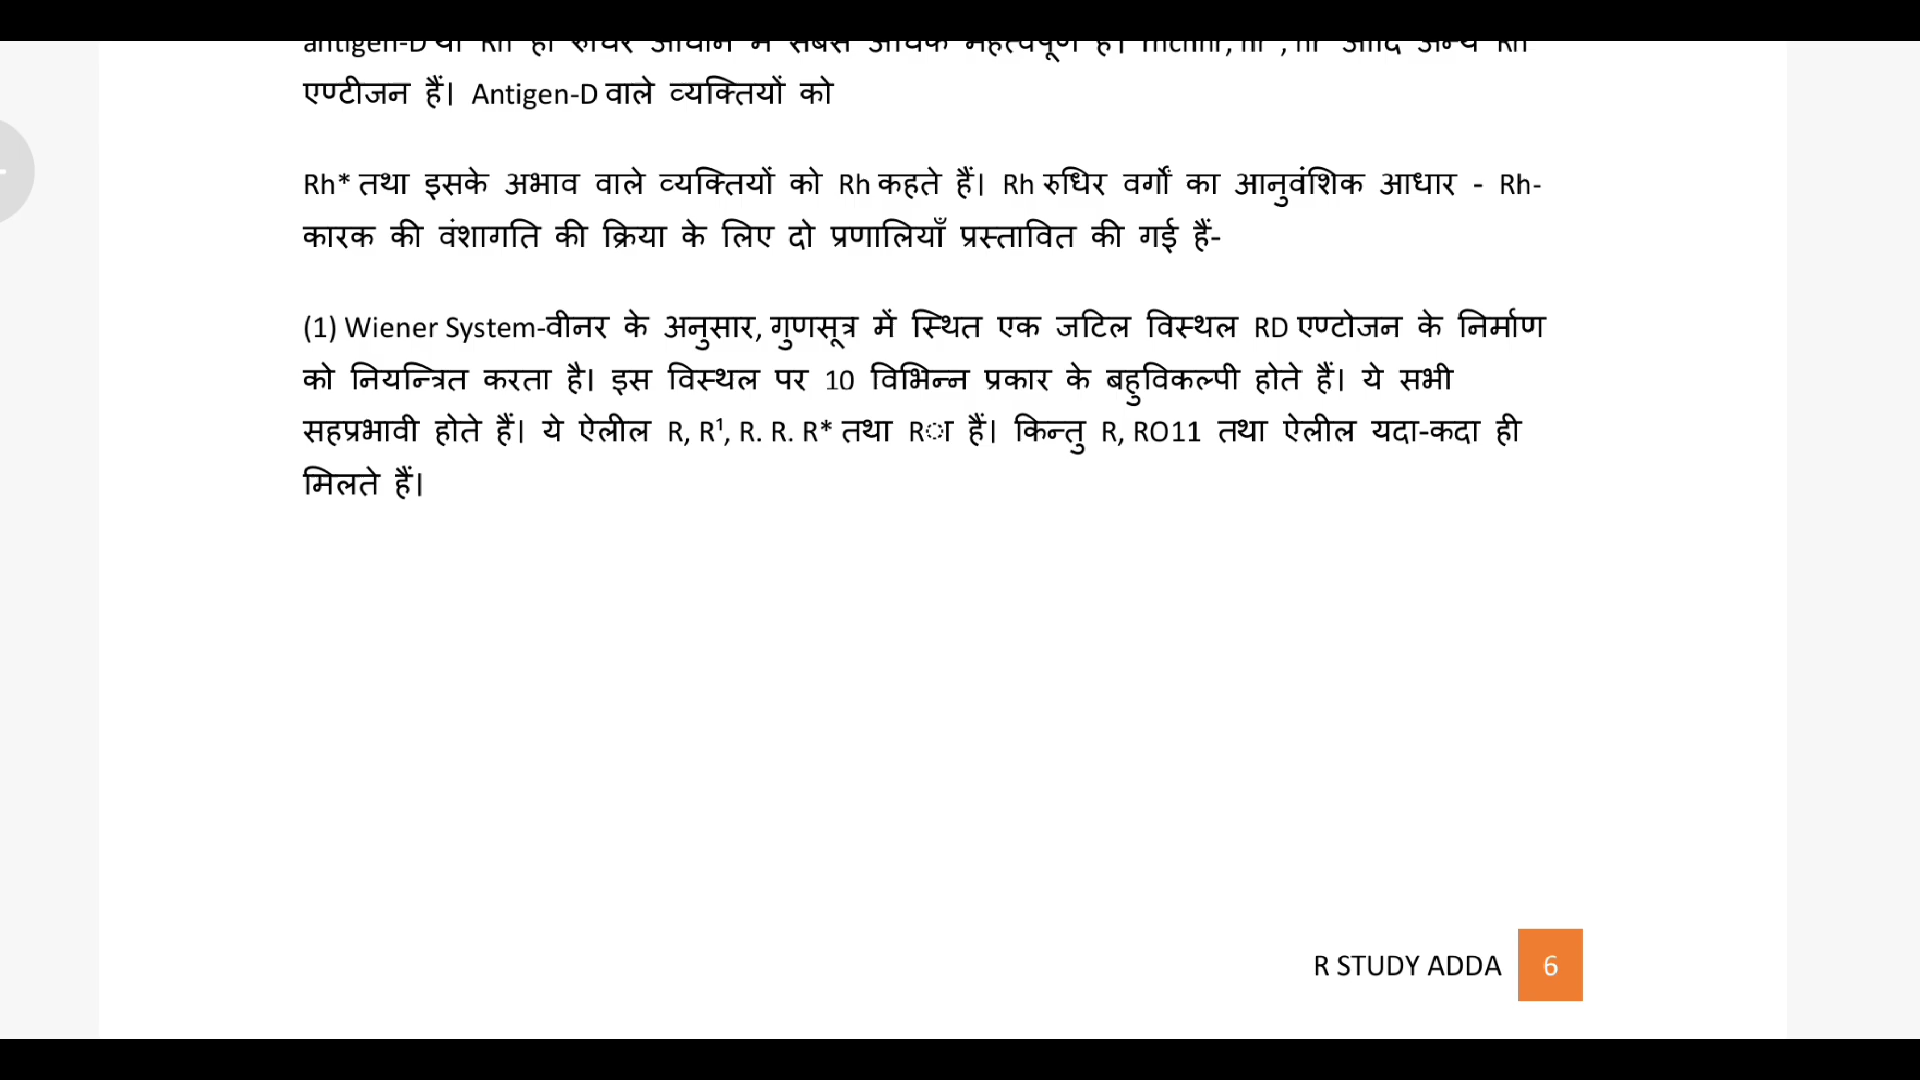 एण्टीजन हैं। Antigen-D वाले व्यक्तियों को
Rh* तथा इसके अभाव वाले व्यक्तियों को Rh कहते हैं। Rh रुधिर वर्गों का आनुवंशिक आधार - Rh-
कारक की वंशागति की क्रिया के लिए दो प्रणालियाँ प्रस्तावित की गई हैं-
(1) Wiener System-वीनर के अनुसार, गुणसूत्र में स्थित एक जटिल विस्थल RD एण्टोजन के निर्माण
को नियन्त्रित करता है। इस विस्थल पर 10 विभिन्न प्रकार के बहुविकल्पी होते हैं। ये सभी
सहप्रभावी होते हैं। ये ऐलील R, R¹, R. R. R* तथा Rा हैं। किन्तु R, RO11 तथा ऐलील यदा-कदा ही
मिलते हैं।
R STUDY ADDA 6